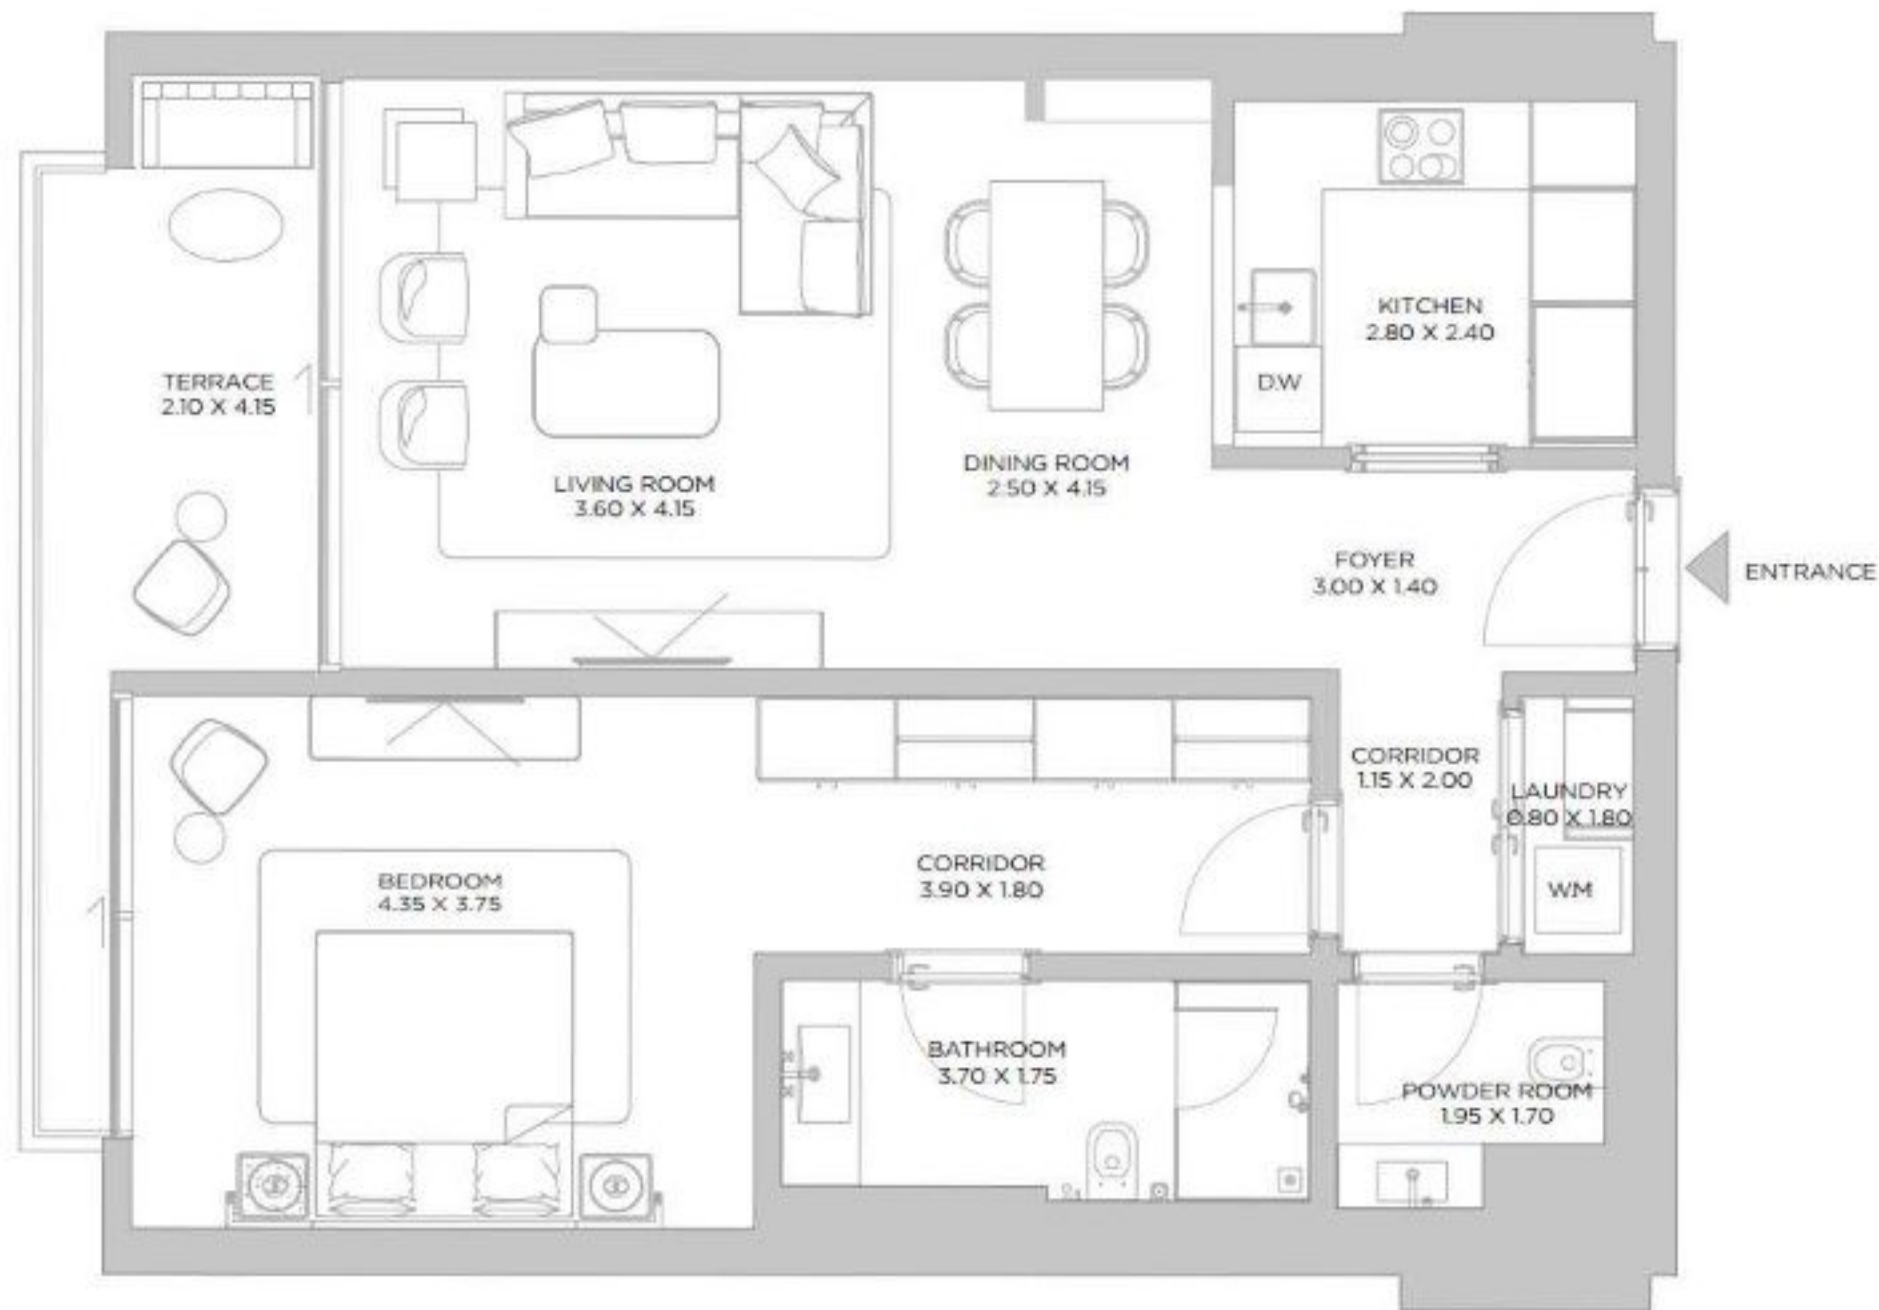 KITCHEN
2.80 X 2.40
D.W
TERRACE
2.10 X 4.15
LIVING ROOM
3.60 X 4.15
DINING ROOM
2.50 X 4.15
FOYER
3.00 X 1.40
ENTRANCE
CORRIDOR
1.15 X 2.00
LAUNDRY
0.80 X 1.80
WM
BEDROOM
4.35 X 3.75
CORRIDOR
3.90 X 1.80
BATHROOM
3.70 X 1.75
POWDER ROOM
1.95 X 1.70